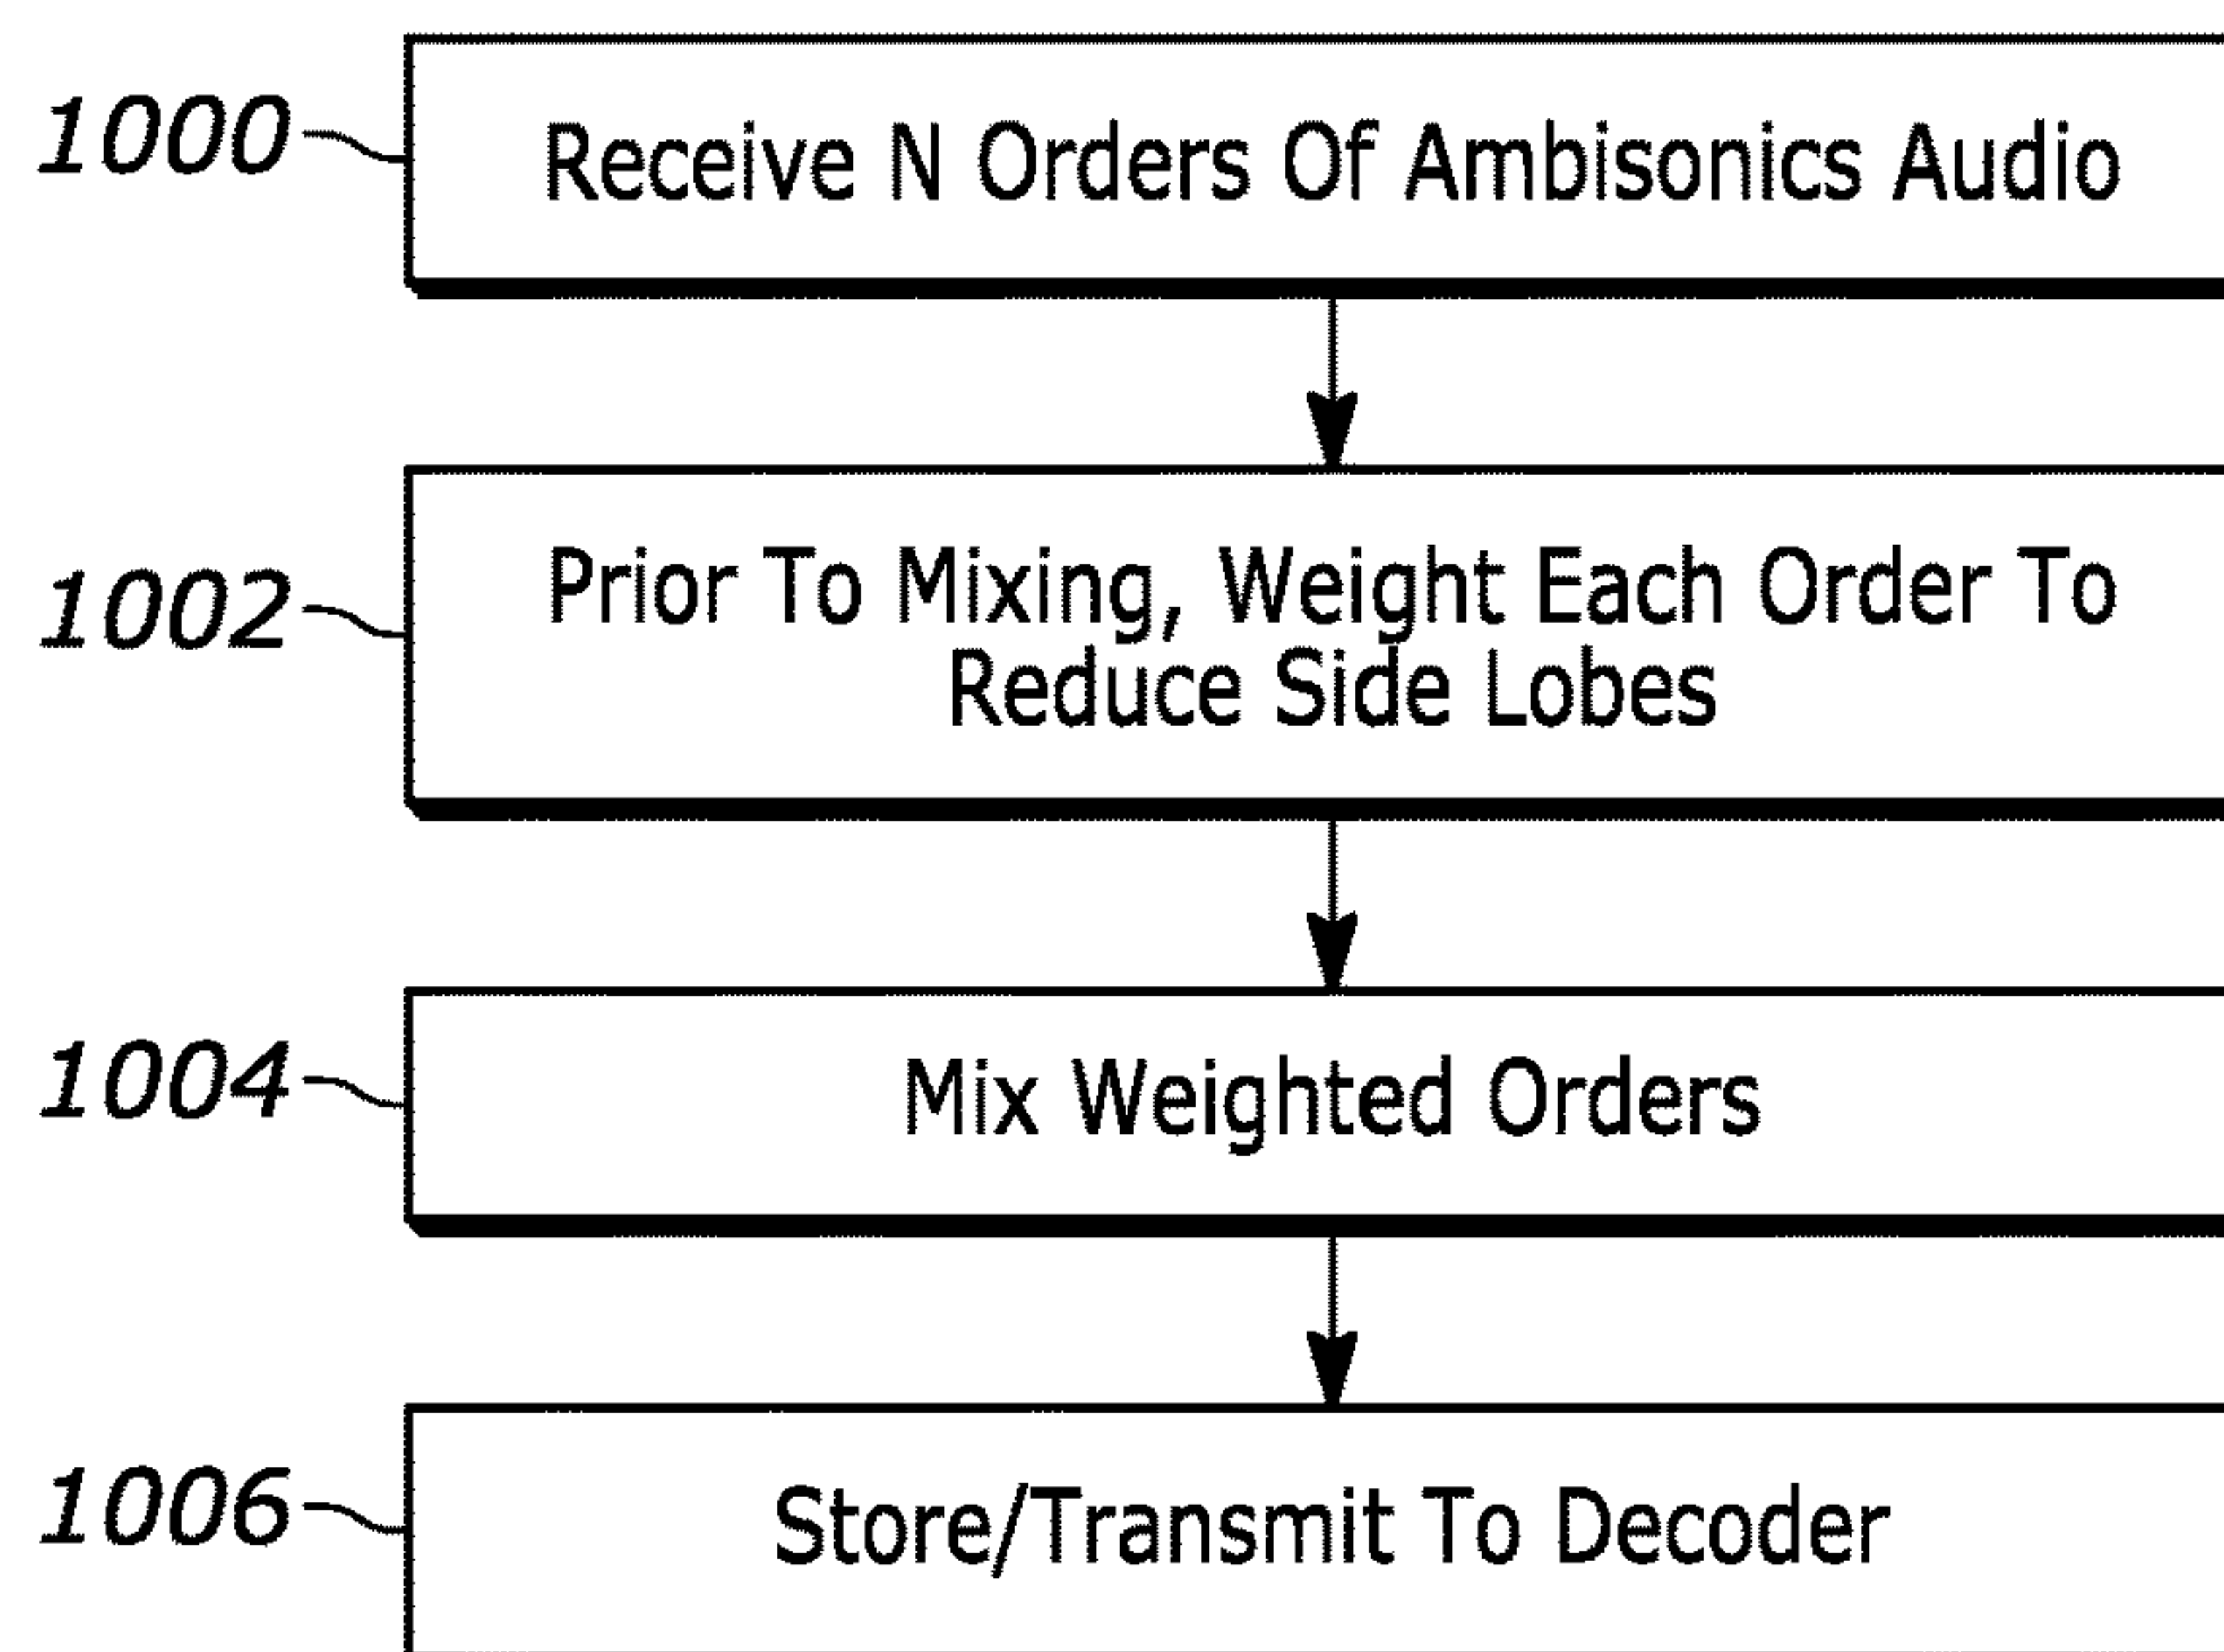 1000
Receive N Orders Of Ambisonics Audio
1002
Prior To Mixing, Weight Each Order To
Reduce Side Lobes
1004
Mix Weighted Orders
1006
Store/Transmit To Decoder